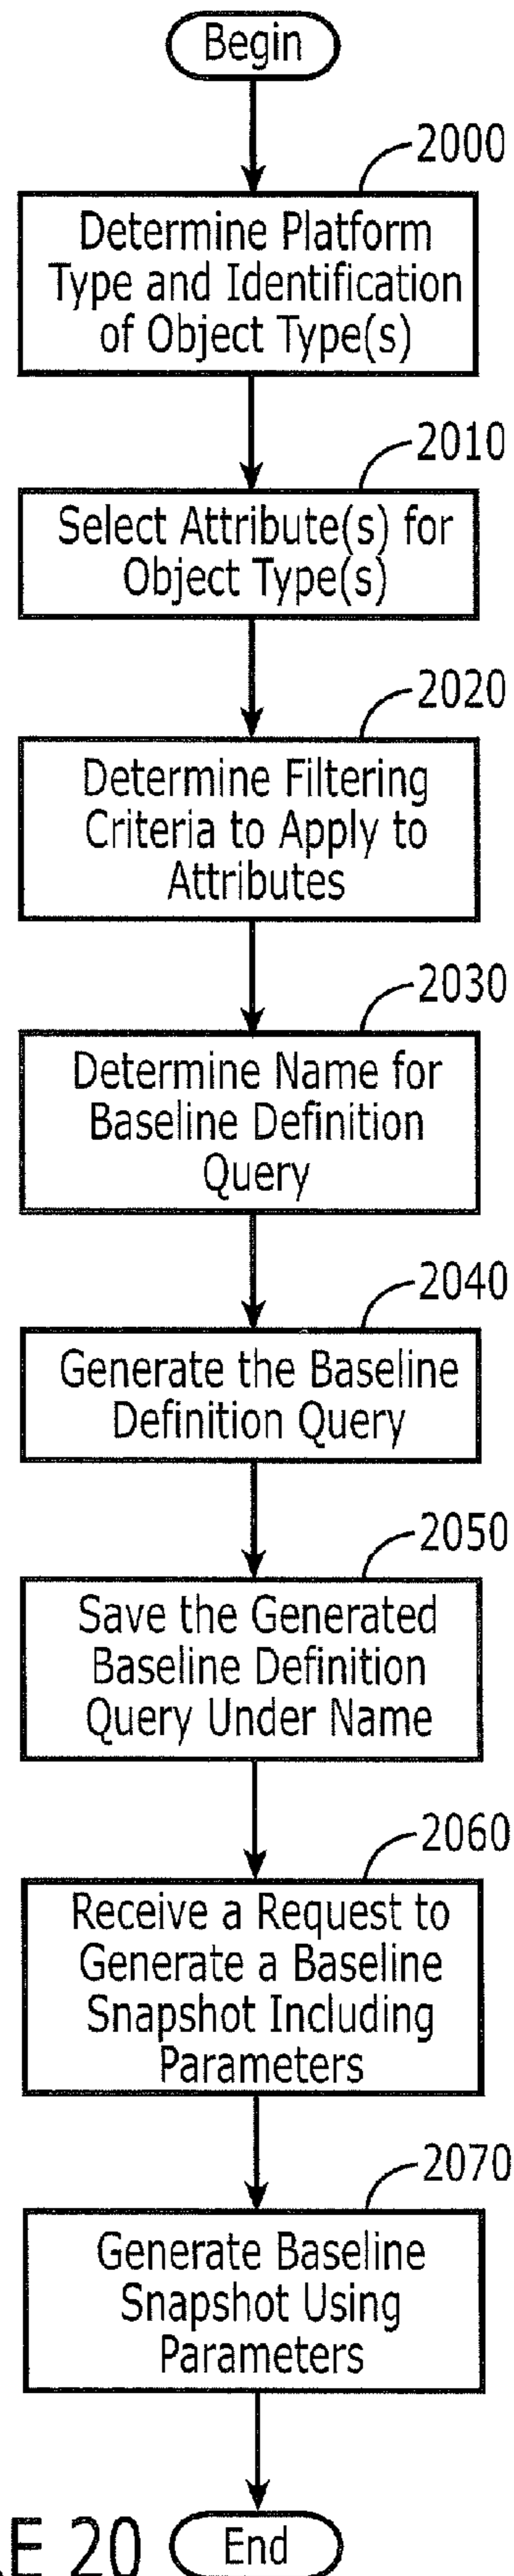 Begin
2000
Determine Platform
Type and Identification
of Object Type(s)
2010
Select Attribute(s) for
Object Type(s)
2020
Determine Filtering
Criteria to Apply to
Attributes
2030
Determine Name for
Baseline Definition
Query
2040
Generate the Baseline
Definition Query
2050
Save the Generated
Baseline Definition
Query Under Name
2060
Receive a Request to
Generate a Baseline
Snapshot Including
Parameters
2070
Generate Baseline
Snapshot Using
Parameters
E 20
End